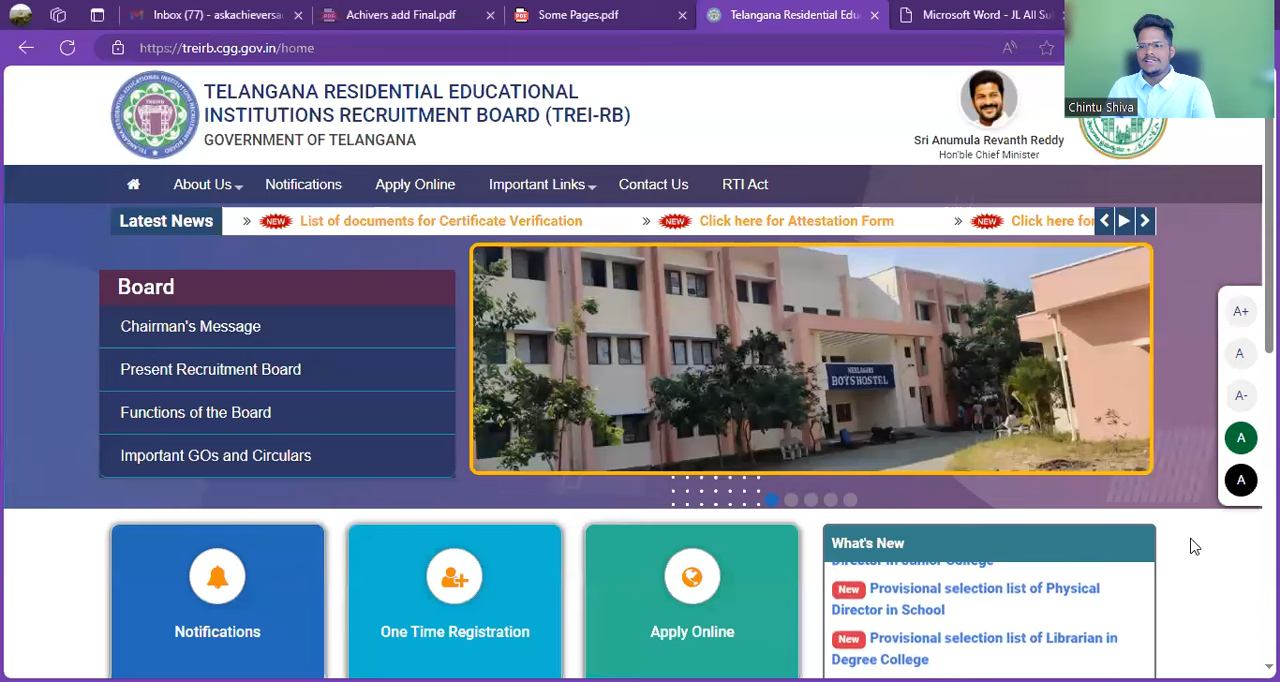 Inbox (77) - askachieversa
Achivers add Final.pdf
Some Pages.pdf
Telangana Residential Edu
Microsoft Word - JL All Su
https://treirb.cgg.gov.in/home
Chintu Shiva
TELANGANA RESIDENTIAL EDUCATIONAL
INSTITUTIONS RECRUITMENT BOARD (TREI-RB)
GOVERNMENT OF TELANGANA
Sri Anumula Revanth Reddy
Hon'ble Chief Minister
About Us Notifications Apply Online Important Links Contact Us RTI Act
Latest News » NEW List of documents for Certificate Verification » NEW Click here for Attestation Form » NEW Click here for
Board
Chairman's Message
Present Recruitment Board
Functions of the Board
Important GOs and Circulars
BOYS HOSTEL
A+
A
A-
A
A
Notifications
One Time Registration
Apply Online
What's New
Director in Junior College
New Provisional selection list of Physical
Director in School
New Provisional selection list of Librarian in
Degree College